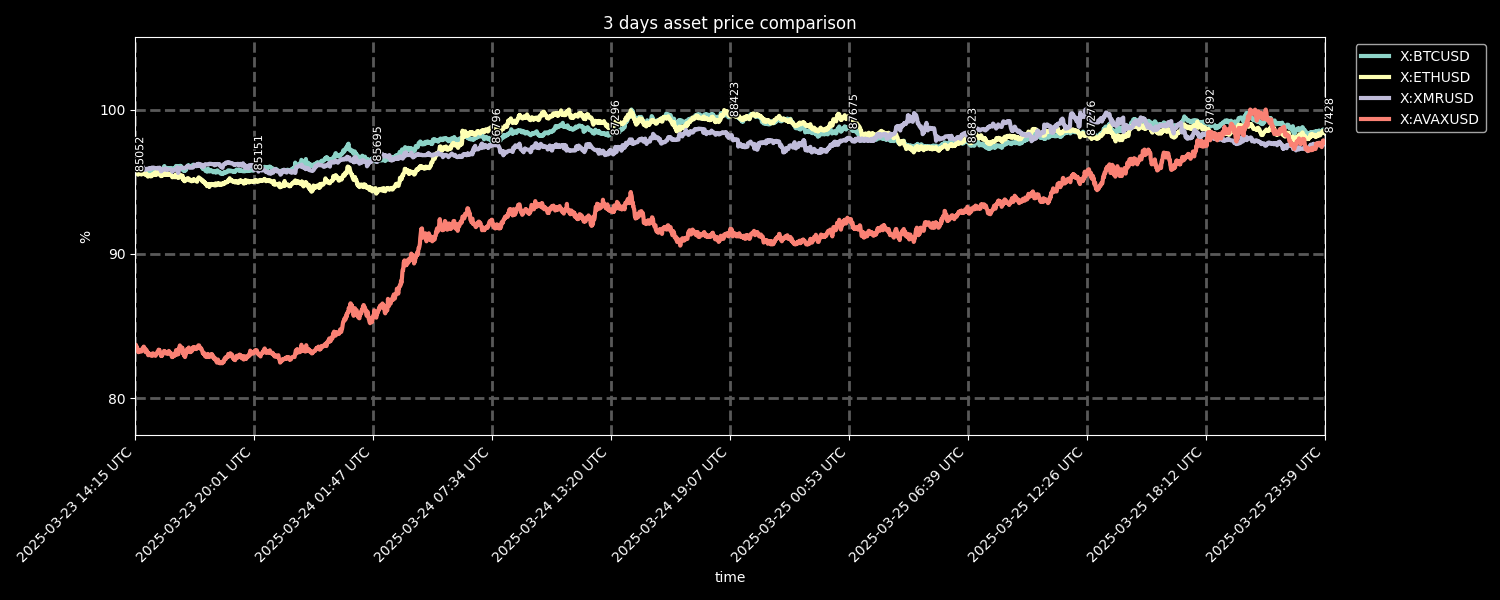 3 days asset price comparison
X:BTCUSD
X:ETHUSD
X:XMRUSD
X:AVAXUSD
%
100
90
80
85052
85151
85695
86796
87296
88423
87675
86823
87276
87992
87428
2025-03-23 14:15 UTC
2025-03-23 20:01 UTC
2025-03-24 01:47 UTC
2025-03-24 07:34 UTC
2025-03-24 13:20 UTC
2025-03-24 19:07 UTC
2025-03-25 00:53 UTC
2025-03-25 06:39 UTC
2025-03-25 12:26 UTC
2025-03-25 18:12 UTC
2025-03-25 23:59 UTC
time